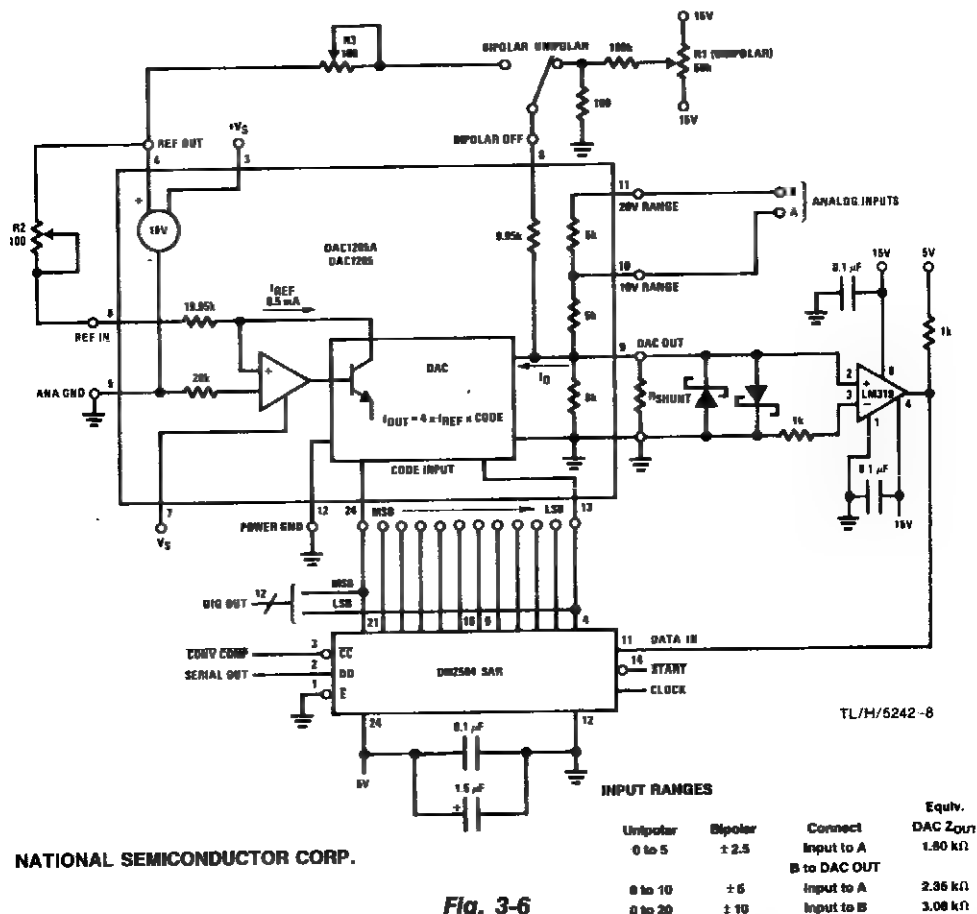 15V
R3
100
BIPOLAR UNIPOLAR
100k
R1 (UNIPOLAR)
50k
100
15V
+VS
REF OUT
4
3
BIPOLAR OFF
8
11
20V RANGE
B
A
ANALOG INPUTS
R2
100
+
10V
DAC1205A
DAC1205
9.95k
5k
10
10V RANGE
5k
15V
5V
0.1 µF
1k
IREF
0.5 mA
19.95k
6
REF IN
9
DAC OUT
DAC
IO
20k
ANA GND
5
+
IOUT = 4 x IREF x CODE
8k
RSHUNT
1k
2
3
+
−
8
LM319
4
1
CODE INPUT
0.1 µF
15V
7
VS
12
POWER GND
24
MSB
LSB
13
DIG OUT
12
MSB
LSB
21
18
9
4
11
DATA IN
CONV COMP
3
CC
SERIAL OUT
2
DO
1
E
DM2504 SAR
14
START
CLOCK
24
12
TL/H/5242-8
0.1 µF
5V
1.5 µF
+
INPUT RANGES
Unipolar Bipolar Connect Equiv. DAC ZOUT
0 to 5 ± 2.5 Input to A 1.60 kΩ
B to DAC OUT
0 to 10 ± 5 Input to A 2.35 kΩ
0 to 20 ± 10 Input to B 3.08 kΩ
NATIONAL SEMICONDUCTOR CORP.
Fig. 3-6